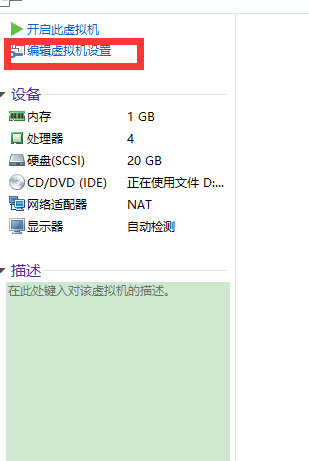 开启此虚拟机
编辑虚拟机设置
设备
内存 1 GB
处理器 4
硬盘(SCSI) 20 GB
CD/DVD (IDE) 正在使用文件 D:...
网络适配器 NAT
显示器 自动检测
描述
在此处键入对该虚拟机的描述。